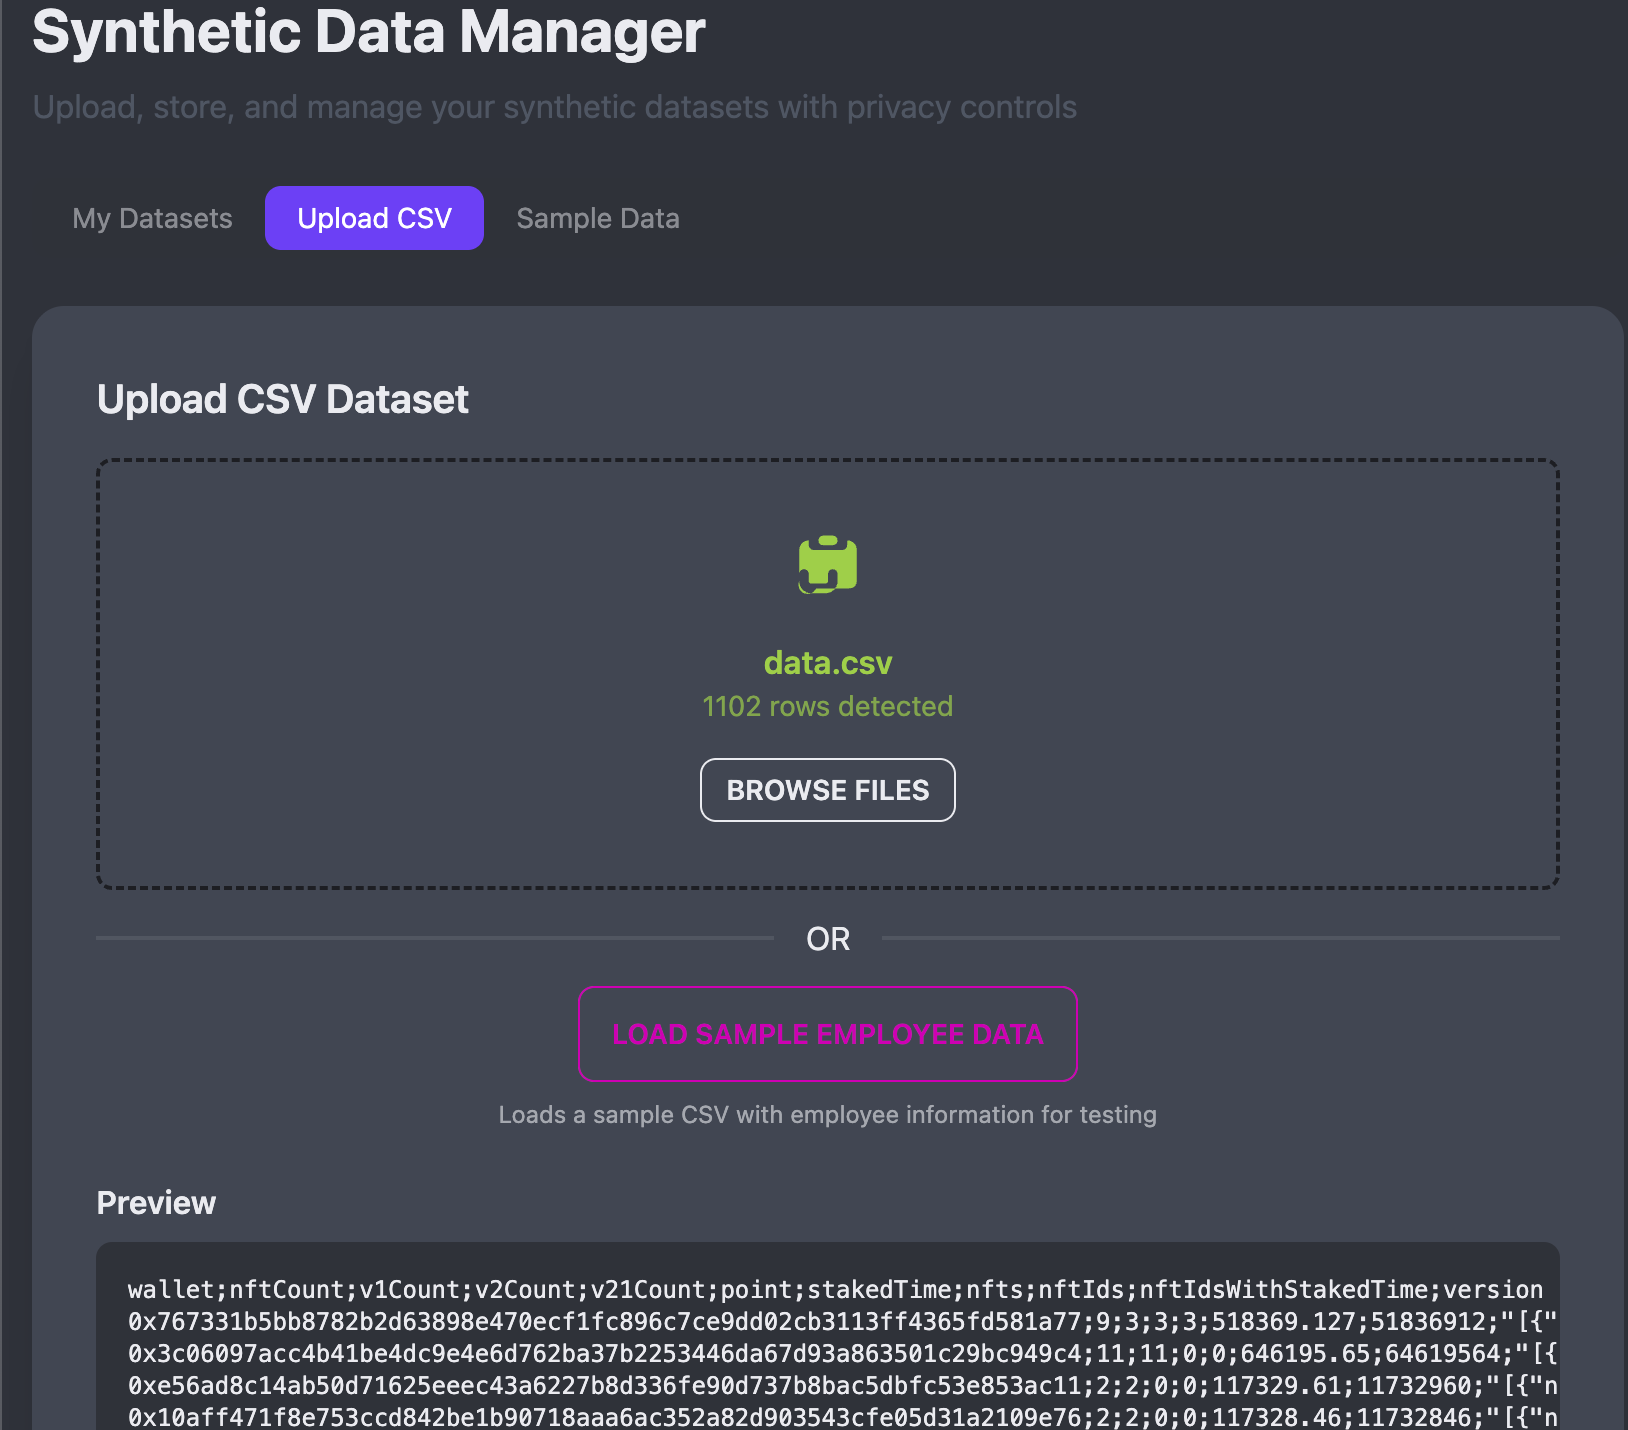 Synthetic Data Manager
Upload, store, and manage your synthetic datasets with privacy controls
My Datasets
Upload CSV
Sample Data
Upload CSV Dataset
data.csv
1102 rows detected
BROWSE FILES
OR
LOAD SAMPLE EMPLOYEE DATA
Loads a sample CSV with employee information for testing
Preview
wallet;nftCount;v1Count;v2Count;v21Count;point;stakedTime;nfts;nftIds;nftIdsWithStakedTime;version
0x767331b5bb8782b2d63898e470ecf1fc896c7ce9dd02cb3113ff4365fd581a77;9;3;3;3;518369.127;51836912;"[{"
0x3c06097acc4b41be4dc9e4e6d762ba37b2253446da67d93a863501c29bc949c4;11;11;0;0;646195.65;64619564;"[{
0xe56ad8c14ab50d71625eeec43a6227b8d336fe90d737b8bac5dbfc53e853ac11;2;2;0;0;117329.61;11732960;"[{"n
0x10aff471f8e753ccd842be1b90718aaa6ac352a82d903543cfe05d31a2109e76;2;2;0;0;117328.46;11732846;"[{"n